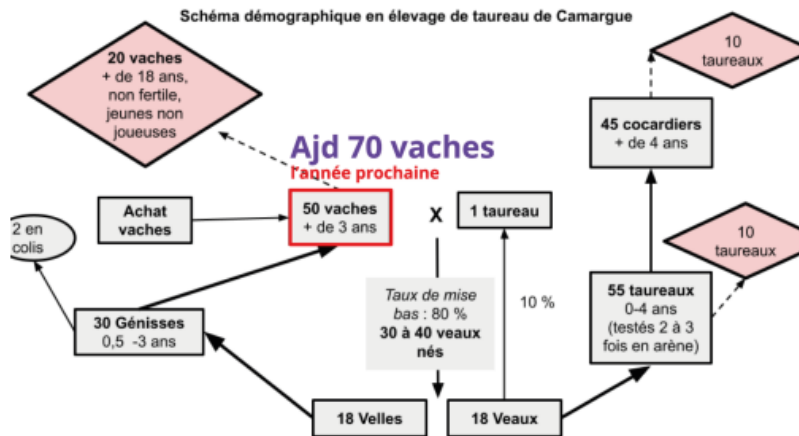 Schéma démographique en élevage de taureau de Camargue
20 vaches
+ de 18 ans,
non fertile,
jeunes non
joueuses
10
taureaux
Ajd 70 vaches
l'année prochaine
45 cocardiers
+ de 4 ans
Achat
vaches
50 vaches
+ de 3 ans
X
1 taureau
2 en
colis
10
taureaux
30 Génisses
0,5 -3 ans
Taux de mise
bas : 80 %
30 à 40 veaux
nés
10 %
55 taureaux
0-4 ans
(testés 2 à 3
fois en arène)
18 Velles
18 Veaux